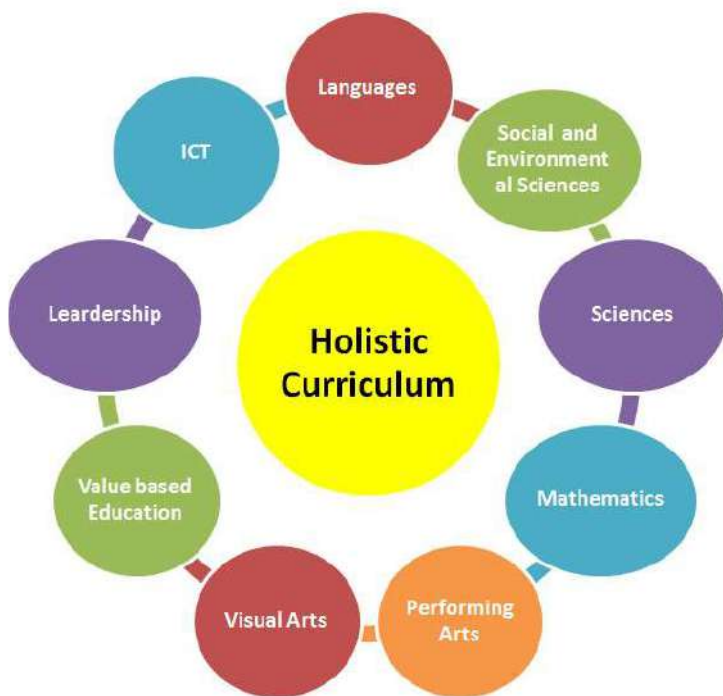 Languages
Social and
Environment
al Sciences
Sciences
Mathematics
Performing
Arts
Visual Arts
Value based
Education
Leardership
ICT
Holistic
Curriculum